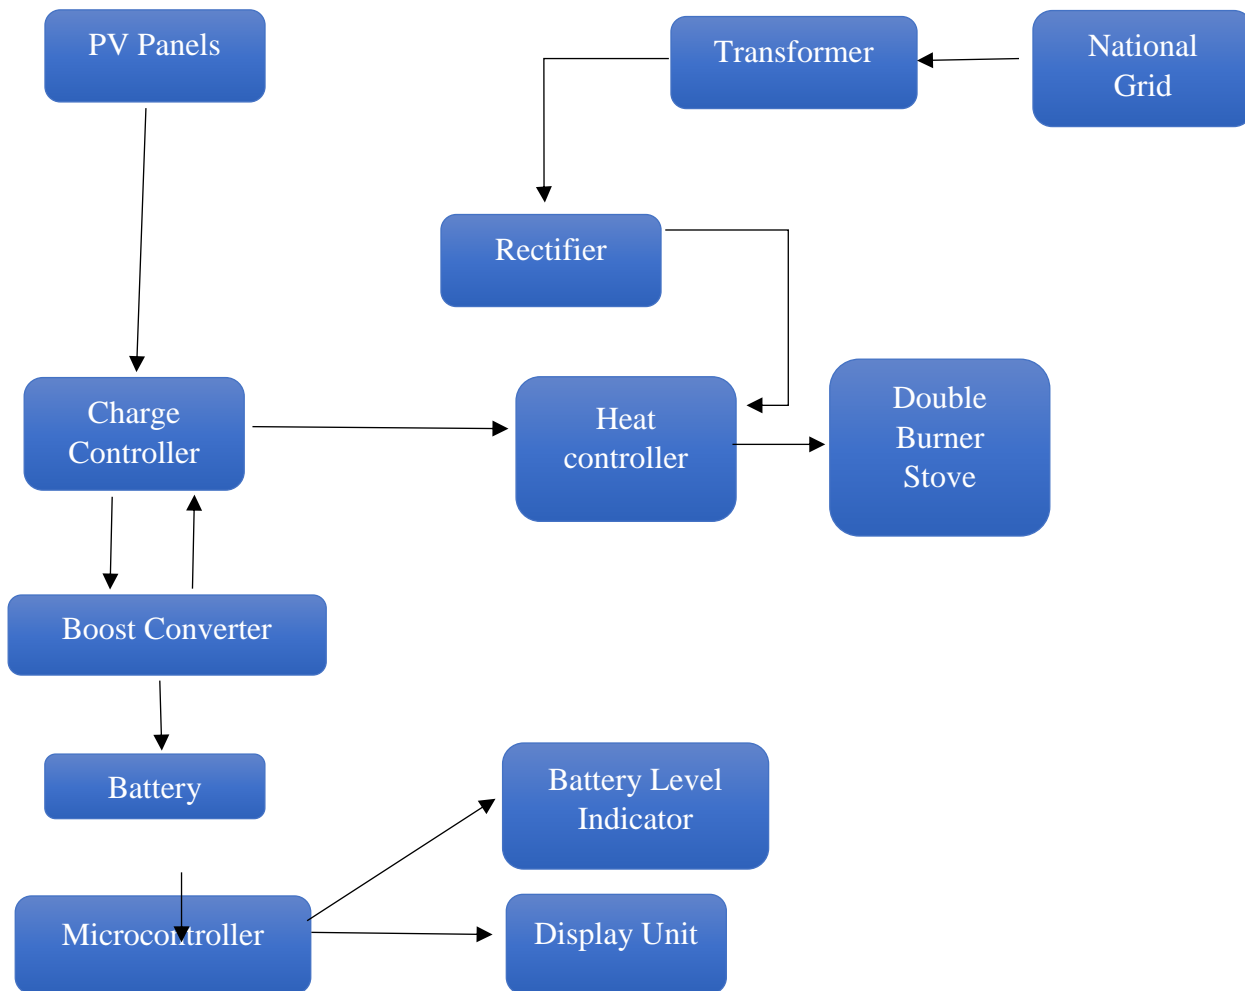 PV Panels
Transformer
National
Grid
Rectifier
Charge
Controller
Heat
controller
Double
Burner
Stove
Boost Converter
Battery
Battery Level
Indicator
Microcontroller
Display Unit